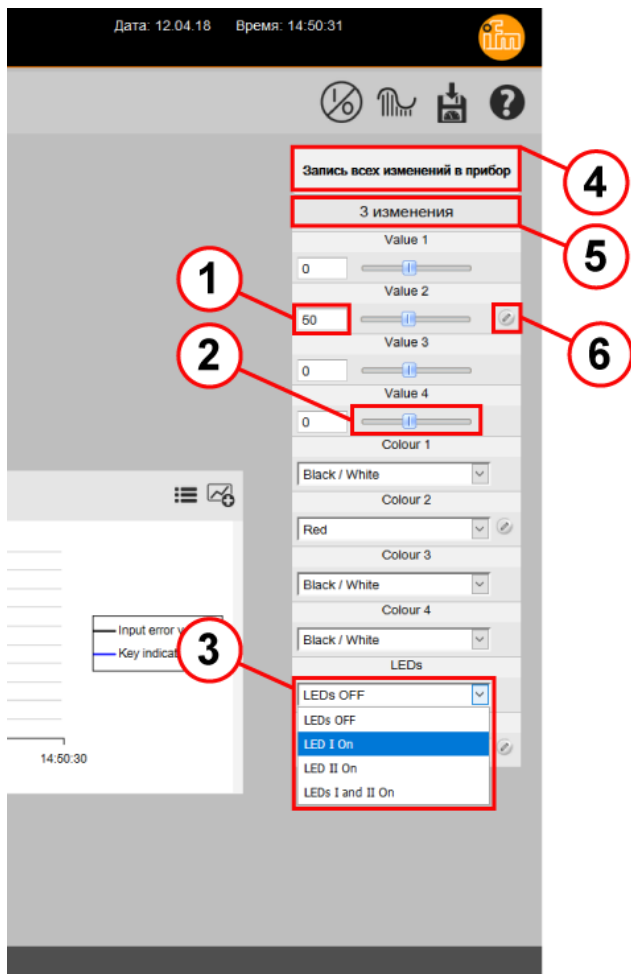 Дата: 12.04.18 Время: 14:50:31
ifm
I/O
?
Запись всех изменений в прибор
4
3 изменения
5
Value 1
0
1
Value 2
50
6
2
Value 3
0
Value 4
0
Colour 1
Black / White
Colour 2
Red
Colour 3
Black / White
Colour 4
Black / White
Input error
Key
3
LEDs
LEDs OFF
LEDs OFF
LED I On
LED II On
LEDs I and II On
14:50:30